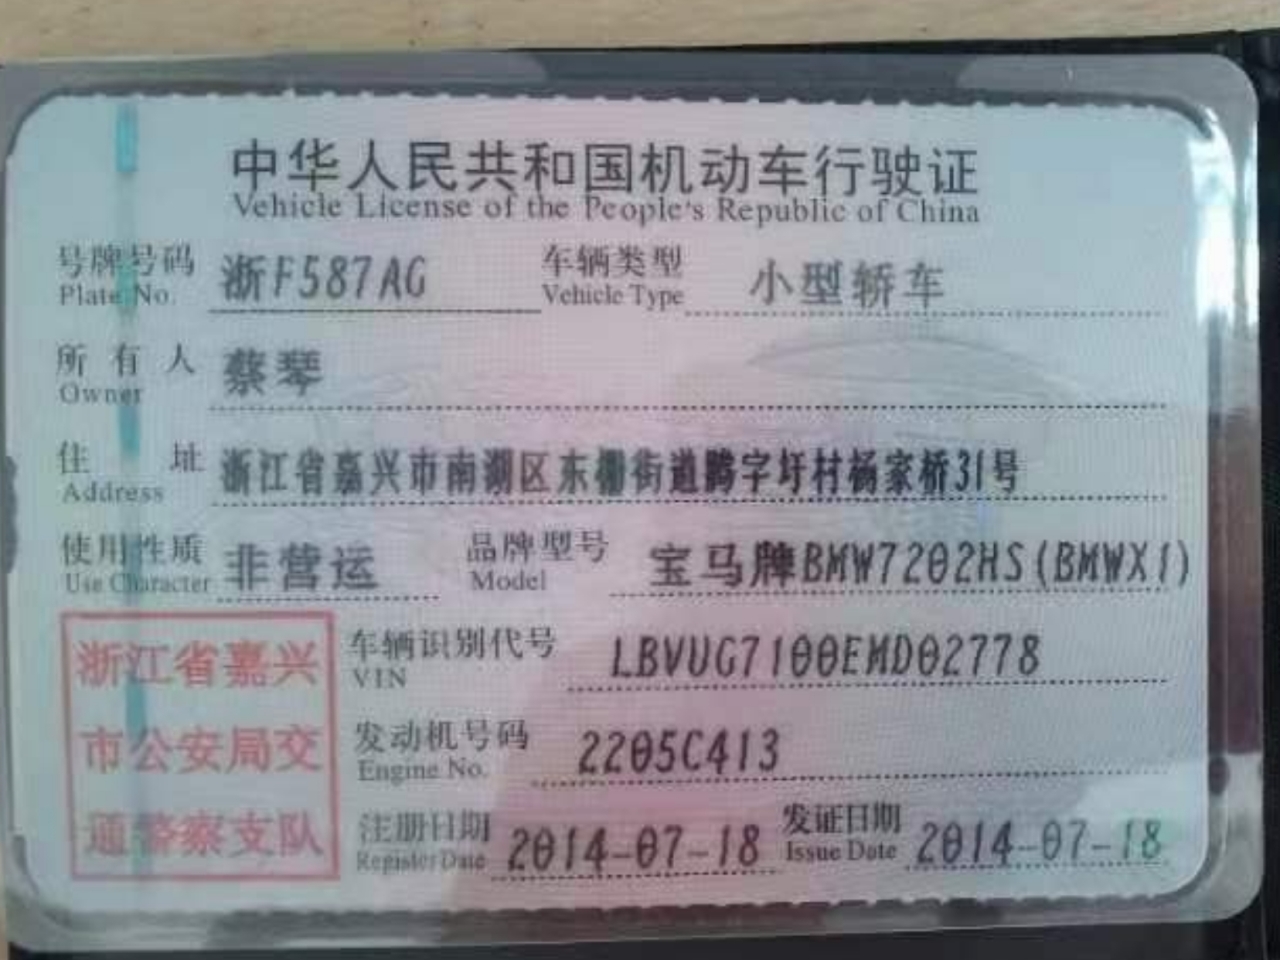 中华人民共和国机动车行驶证
Vehicle License of the People's Republic of China
号牌号码 浙F587AG 车辆类型 小型轿车
Plate No. Vehicle Type
所有人 蔡琴
Owner
住址 浙江省嘉兴市南湖区东栅街道腾字圩村杨家桥31号
Address
使用性质 非营运 品牌型号 宝马牌BMW7202HS(BMWX1)
Use Character Model
浙江省嘉兴
市公安局交
通警察支队
车辆识别代号 LBVUG7100EMD02778
VIN
发动机号码 2205C413
Engine No.
注册日期 2014-07-18 发证日期 2014-07-18
Register Date Issue Date